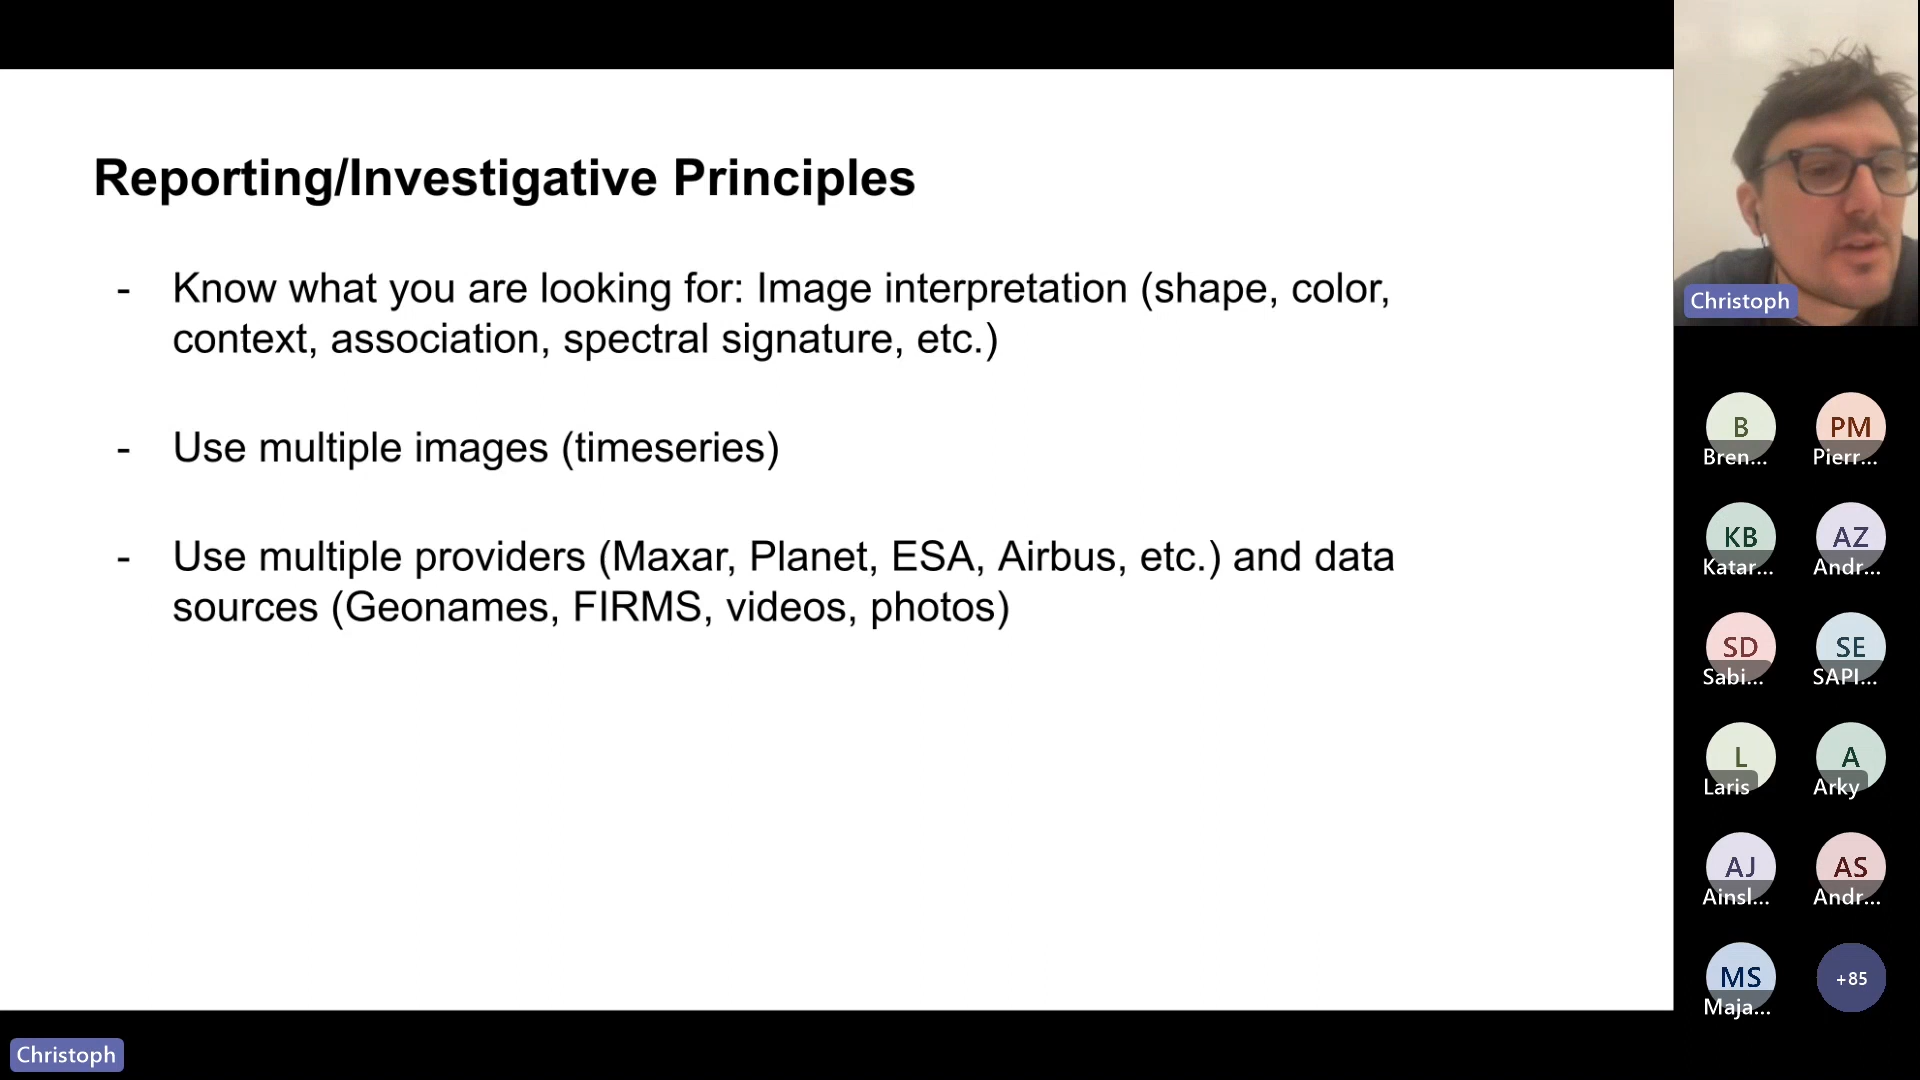 Reporting/Investigative Principles
- Know what you are looking for: Image interpretation (shape, color,
context, association, spectral signature, etc.)
- Use multiple images (timeseries)
- Use multiple providers (Maxar, Planet, ESA, Airbus, etc.) and data
sources (Geonames, FIRMS, videos, photos)
Christoph
B
Bren...
PM
Pierr...
KB
Katar...
AZ
Andr...
SD
Sabi...
SE
SAPI...
L
Laris
A
Arky
AJ
Ainsl...
AS
Andr...
MS
Maja...
+85
Christoph